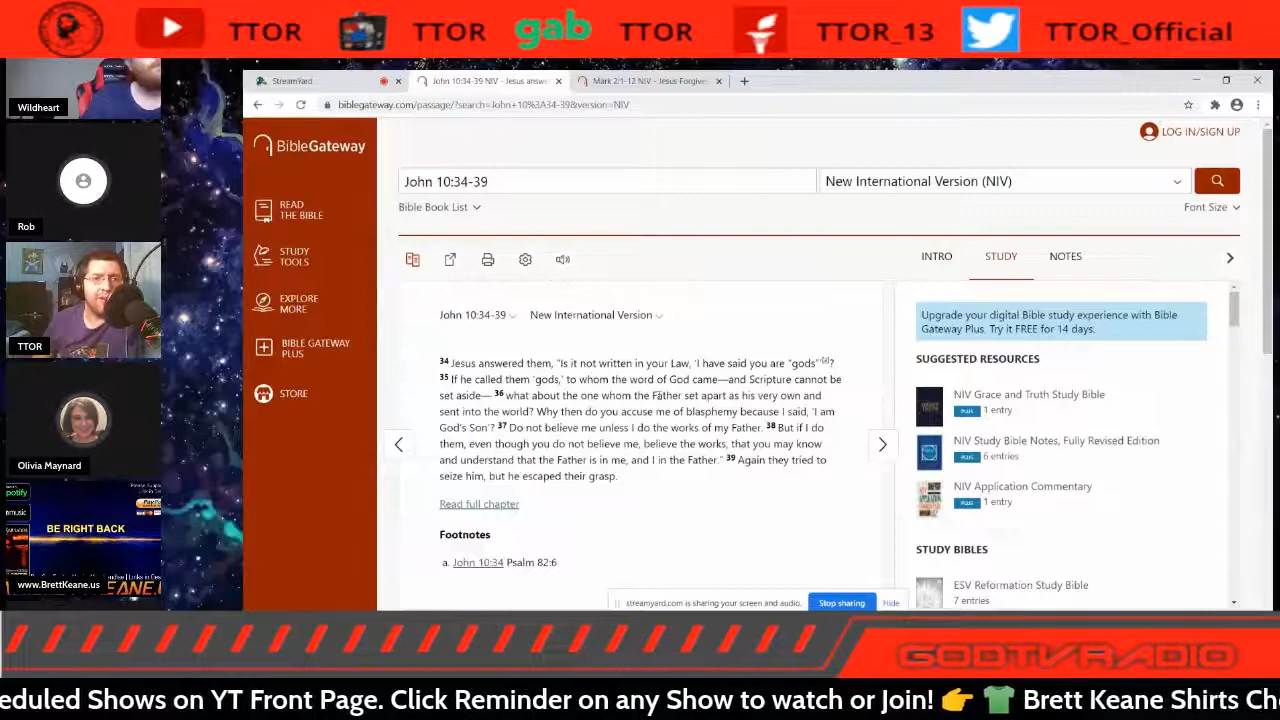 TTOR
TTOR
gab
TTOR
TTOR_13
TTOR_Official
Wildheart
Rob
TTOR
Olivia Maynard
BE RIGHT BACK
www.BrettKeane.us
StreamYard
John 10:34-39 NIV - Jesus answe
Mark 2:1-12 NIV - Jesus Forgive
biblegateway.com/passage/?search=John+10%3A34-39&version=NIV
BibleGateway
LOG IN/SIGN UP
READ
THE BIBLE
STUDY
TOOLS
EXPLORE
MORE
BIBLE GATEWAY
PLUS
STORE
John 10:34-39
New International Version (NIV)
Bible Book List
Font Size
INTRO
STUDY
NOTES
John 10:34-39
New International Version
34 Jesus answered them, "Is it not written in your Law, 'I have said you are "gods"'[a]?
35 If he called them 'gods,' to whom the word of God came—and Scripture cannot be
set aside— 36 what about the one whom the Father set apart as his very own and
sent into the world? Why then do you accuse me of blasphemy because I said, 'I am
God's Son'? 37 Do not believe me unless I do the works of my Father. 38 But if I do
them, even though you do not believe me, believe the works, that you may know
and understand that the Father is in me, and I in the Father." 39 Again they tried to
seize him, but he escaped their grasp.
Read full chapter
Footnotes
a. John 10:34 Psalm 82:6
Upgrade your digital Bible study experience with Bible
Gateway Plus. Try it FREE for 14 days.
SUGGESTED RESOURCES
NIV Grace and Truth Study Bible
PLUS 1 entry
NIV Study Bible Notes, Fully Revised Edition
PLUS 6 entries
NIV Application Commentary
PLUS 1 entry
STUDY BIBLES
ESV Reformation Study Bible
7 entries
streamyard.com is sharing your screen and audio.
Stop sharing
Hide
GODTVRADIO
eduled Shows on YT Front Page. Click Reminder on any Show to watch or Join! 👉 👕 Brett Keane Shirts Ch